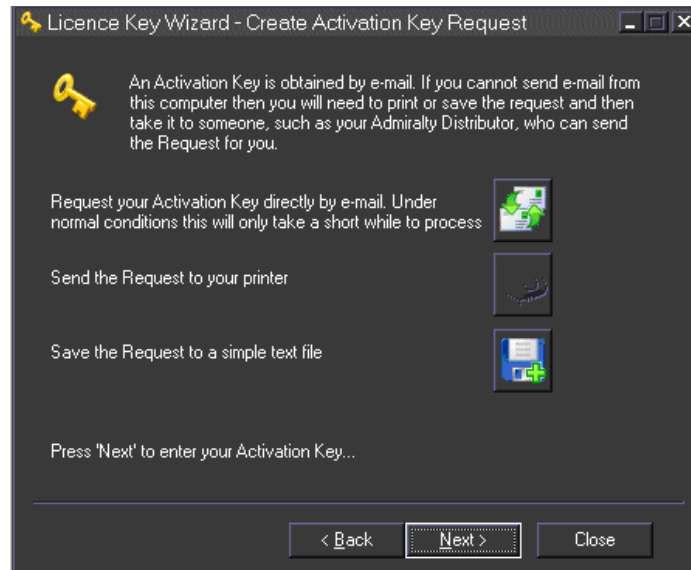 Licence Key Wizard - Create Activation Key Request
An Activation Key is obtained by e-mail. If you cannot send e-mail from
this computer then you will need to print or save the request and then
take it to someone, such as your Admiralty Distributor, who can send
the Request for you.
Request your Activation Key directly by e-mail. Under
normal conditions this will only take a short while to process
Send the Request to your printer
Save the Request to a simple text file
Press 'Next' to enter your Activation Key...
< Back
Next >
Close